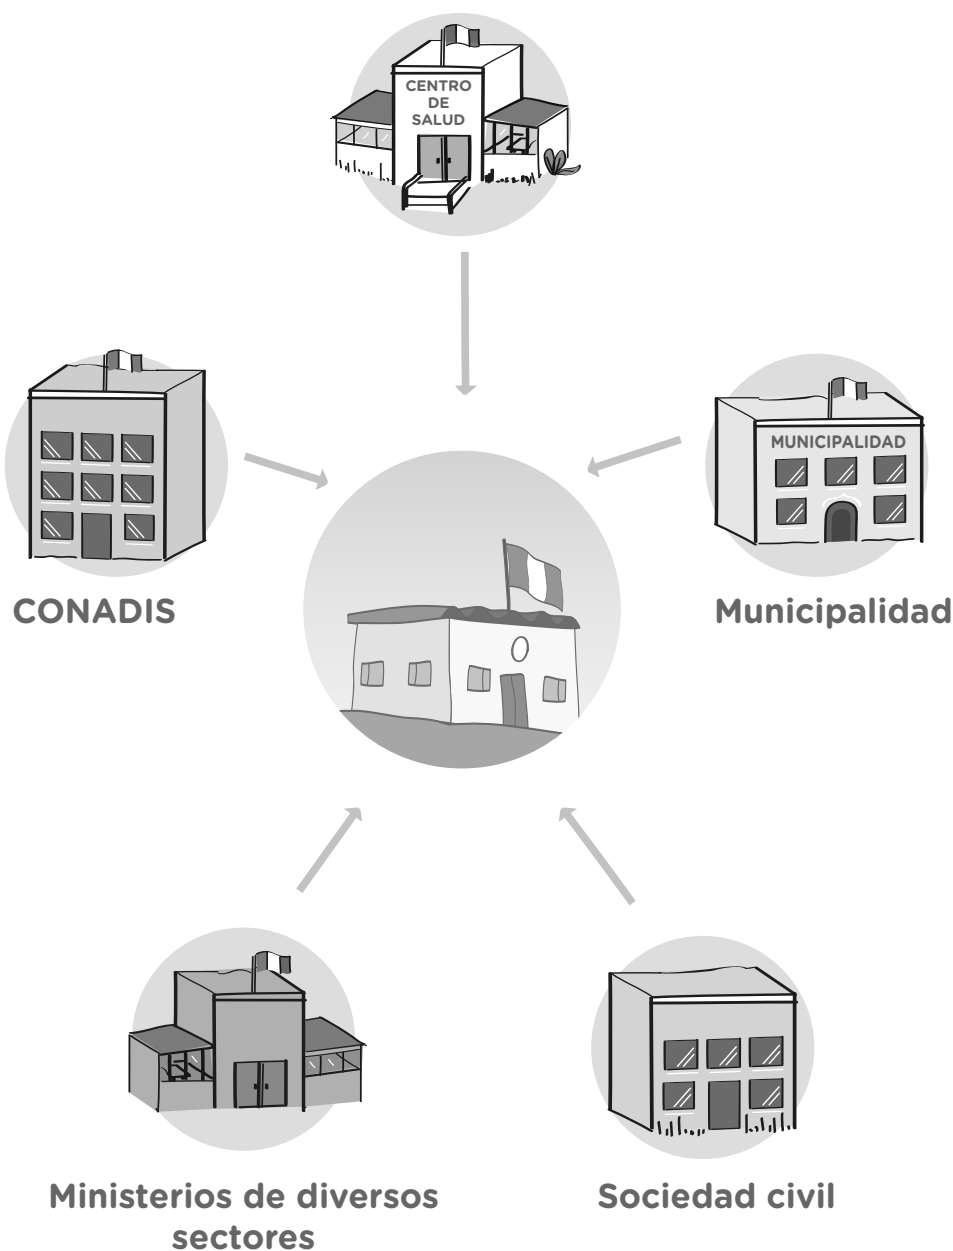 CENTRO
DE
SALUD
MUNICIPALIDAD
CONADIS
Municipalidad
Ministerios de diversos
sectores
Sociedad civil